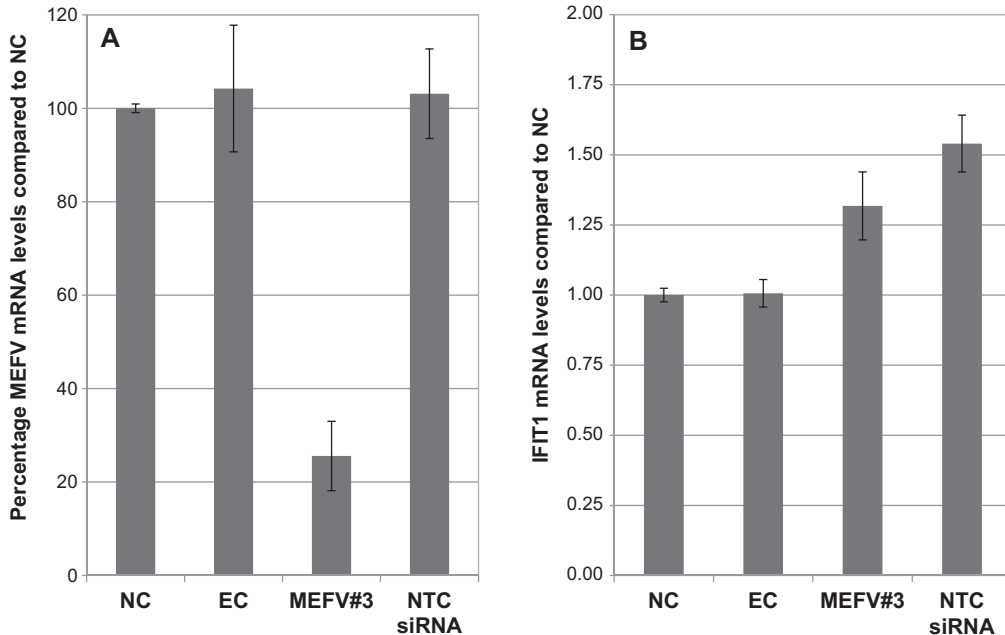 A
Percentage MEFV mRNA levels compared to NC
120
100
80
60
40
20
0
NC
EC
MEFV#3
NTC
siRNA
B
IFIT1 mRNA levels compared to NC
2.00
1.75
1.50
1.25
1.00
0.75
0.50
0.25
0.00
NC
EC
MEFV#3
NTC
siRNA